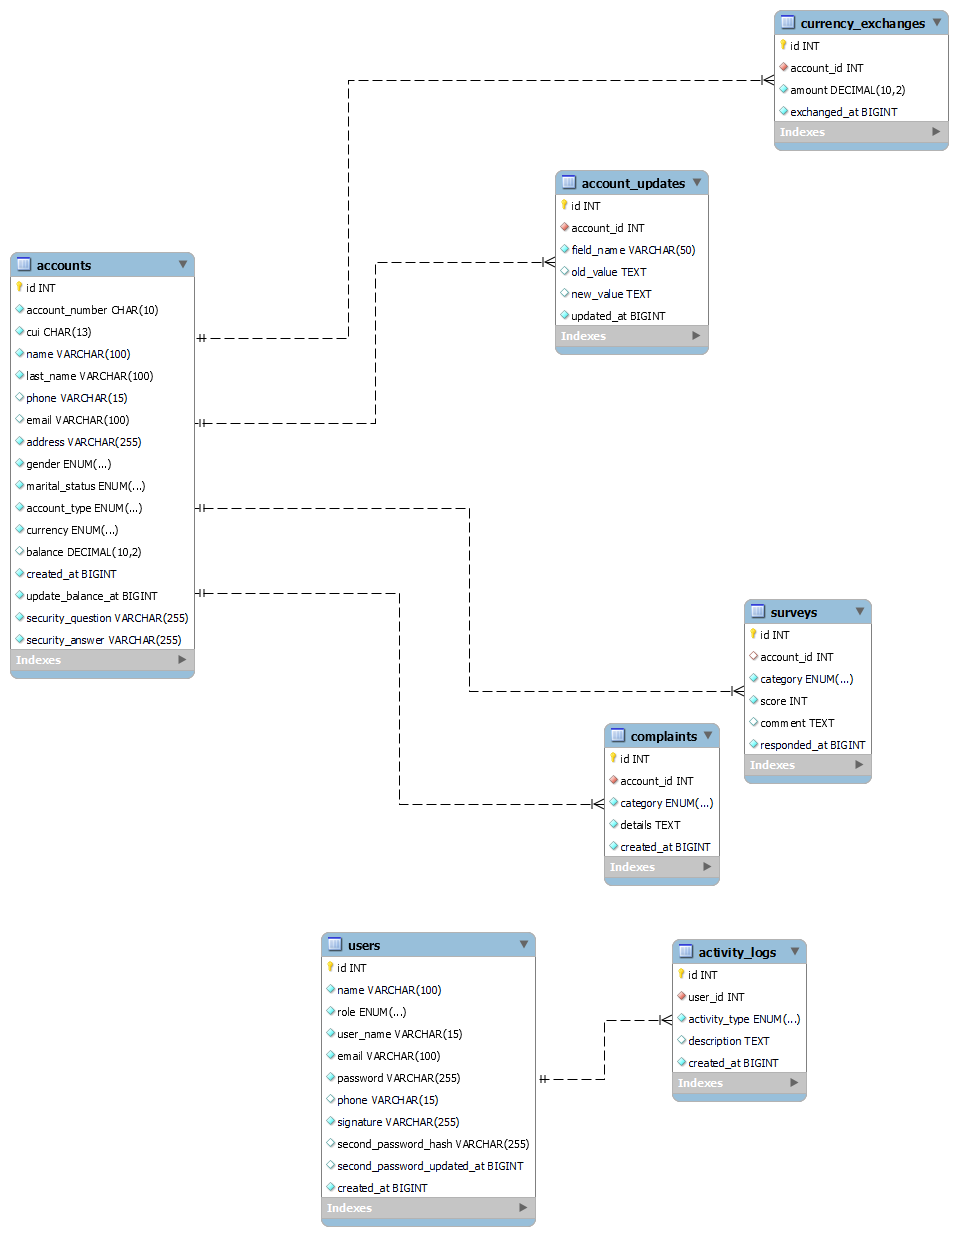 currency_exchanges
id INT
account_id INT
amount DECIMAL(10,2)
exchanged_at BIGINT
Indexes
account_updates
id INT
account_id INT
field_name VARCHAR(50)
old_value TEXT
new_value TEXT
updated_at BIGINT
Indexes
accounts
id INT
account_number CHAR(10)
cui CHAR(13)
name VARCHAR(100)
last_name VARCHAR(100)
phone VARCHAR(15)
email VARCHAR(100)
address VARCHAR(255)
gender ENUM(...)
marital_status ENUM(...)
account_type ENUM(...)
currency ENUM(...)
balance DECIMAL(10,2)
created_at BIGINT
update_balance_at BIGINT
security_question VARCHAR(255)
security_answer VARCHAR(255)
Indexes
surveys
id INT
account_id INT
category ENUM(...)
score INT
comment TEXT
responded_at BIGINT
Indexes
complaints
id INT
account_id INT
category ENUM(...)
details TEXT
created_at BIGINT
Indexes
users
id INT
name VARCHAR(100)
role ENUM(...)
user_name VARCHAR(15)
email VARCHAR(100)
password VARCHAR(255)
phone VARCHAR(15)
signature VARCHAR(255)
second_password_hash VARCHAR(255)
second_password_updated_at BIGINT
created_at BIGINT
Indexes
activity_logs
id INT
user_id INT
activity_type ENUM(...)
description TEXT
created_at BIGINT
Indexes